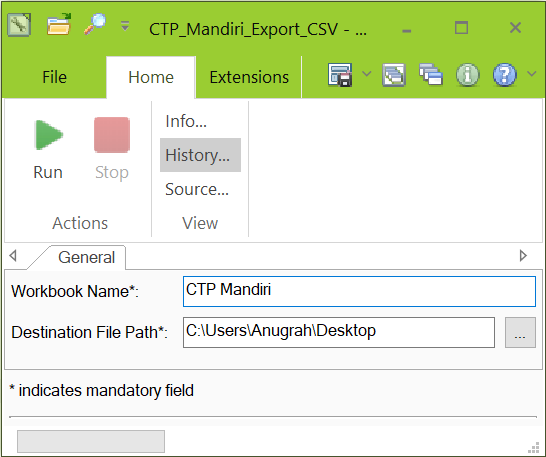 CTP_Mandiri_Export_CSV - ...
File Home Extensions
Info...
History...
Source...
Run Stop
Actions View
General
Workbook Name*: CTP Mandiri
Destination File Path*: C:\Users\Anugrah\Desktop ...
* indicates mandatory field